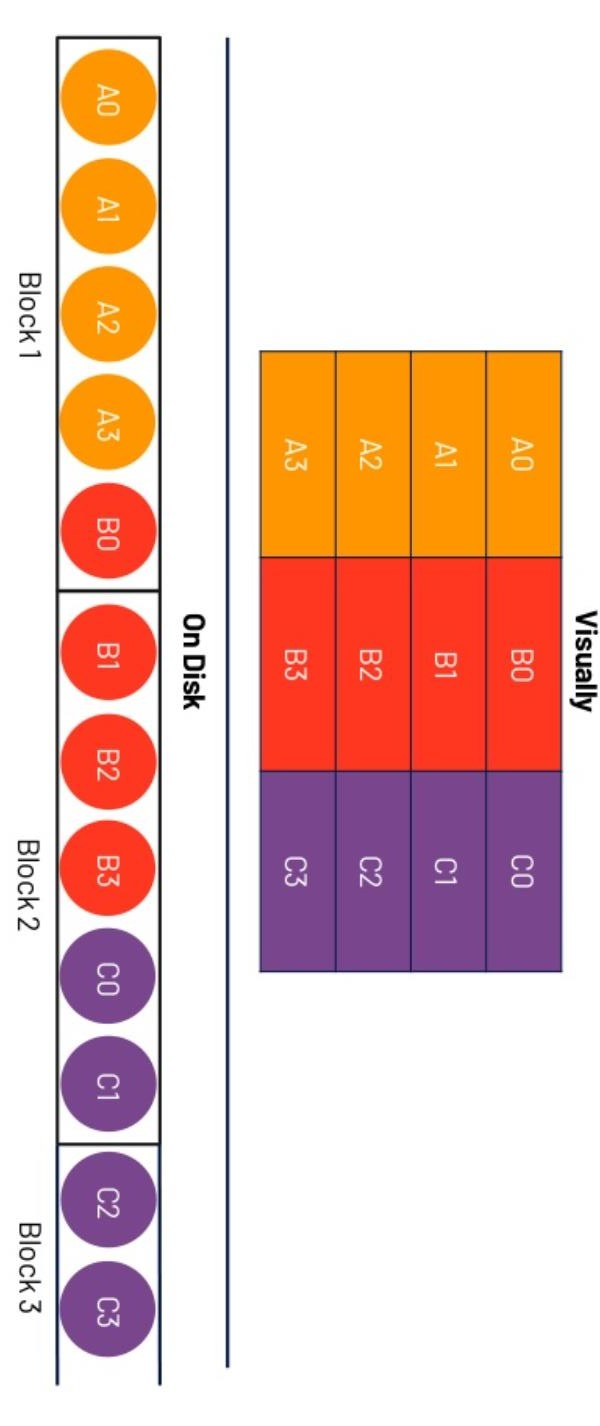 Visually
A0 B0 C0
A1 B1 C1
A2 B2 C2
A3 B3 C3
On Disk
A0 A1 A2 A3 B0 B1 B2 B3 C0 C1 C2 C3
Block 1 Block 2 Block 3